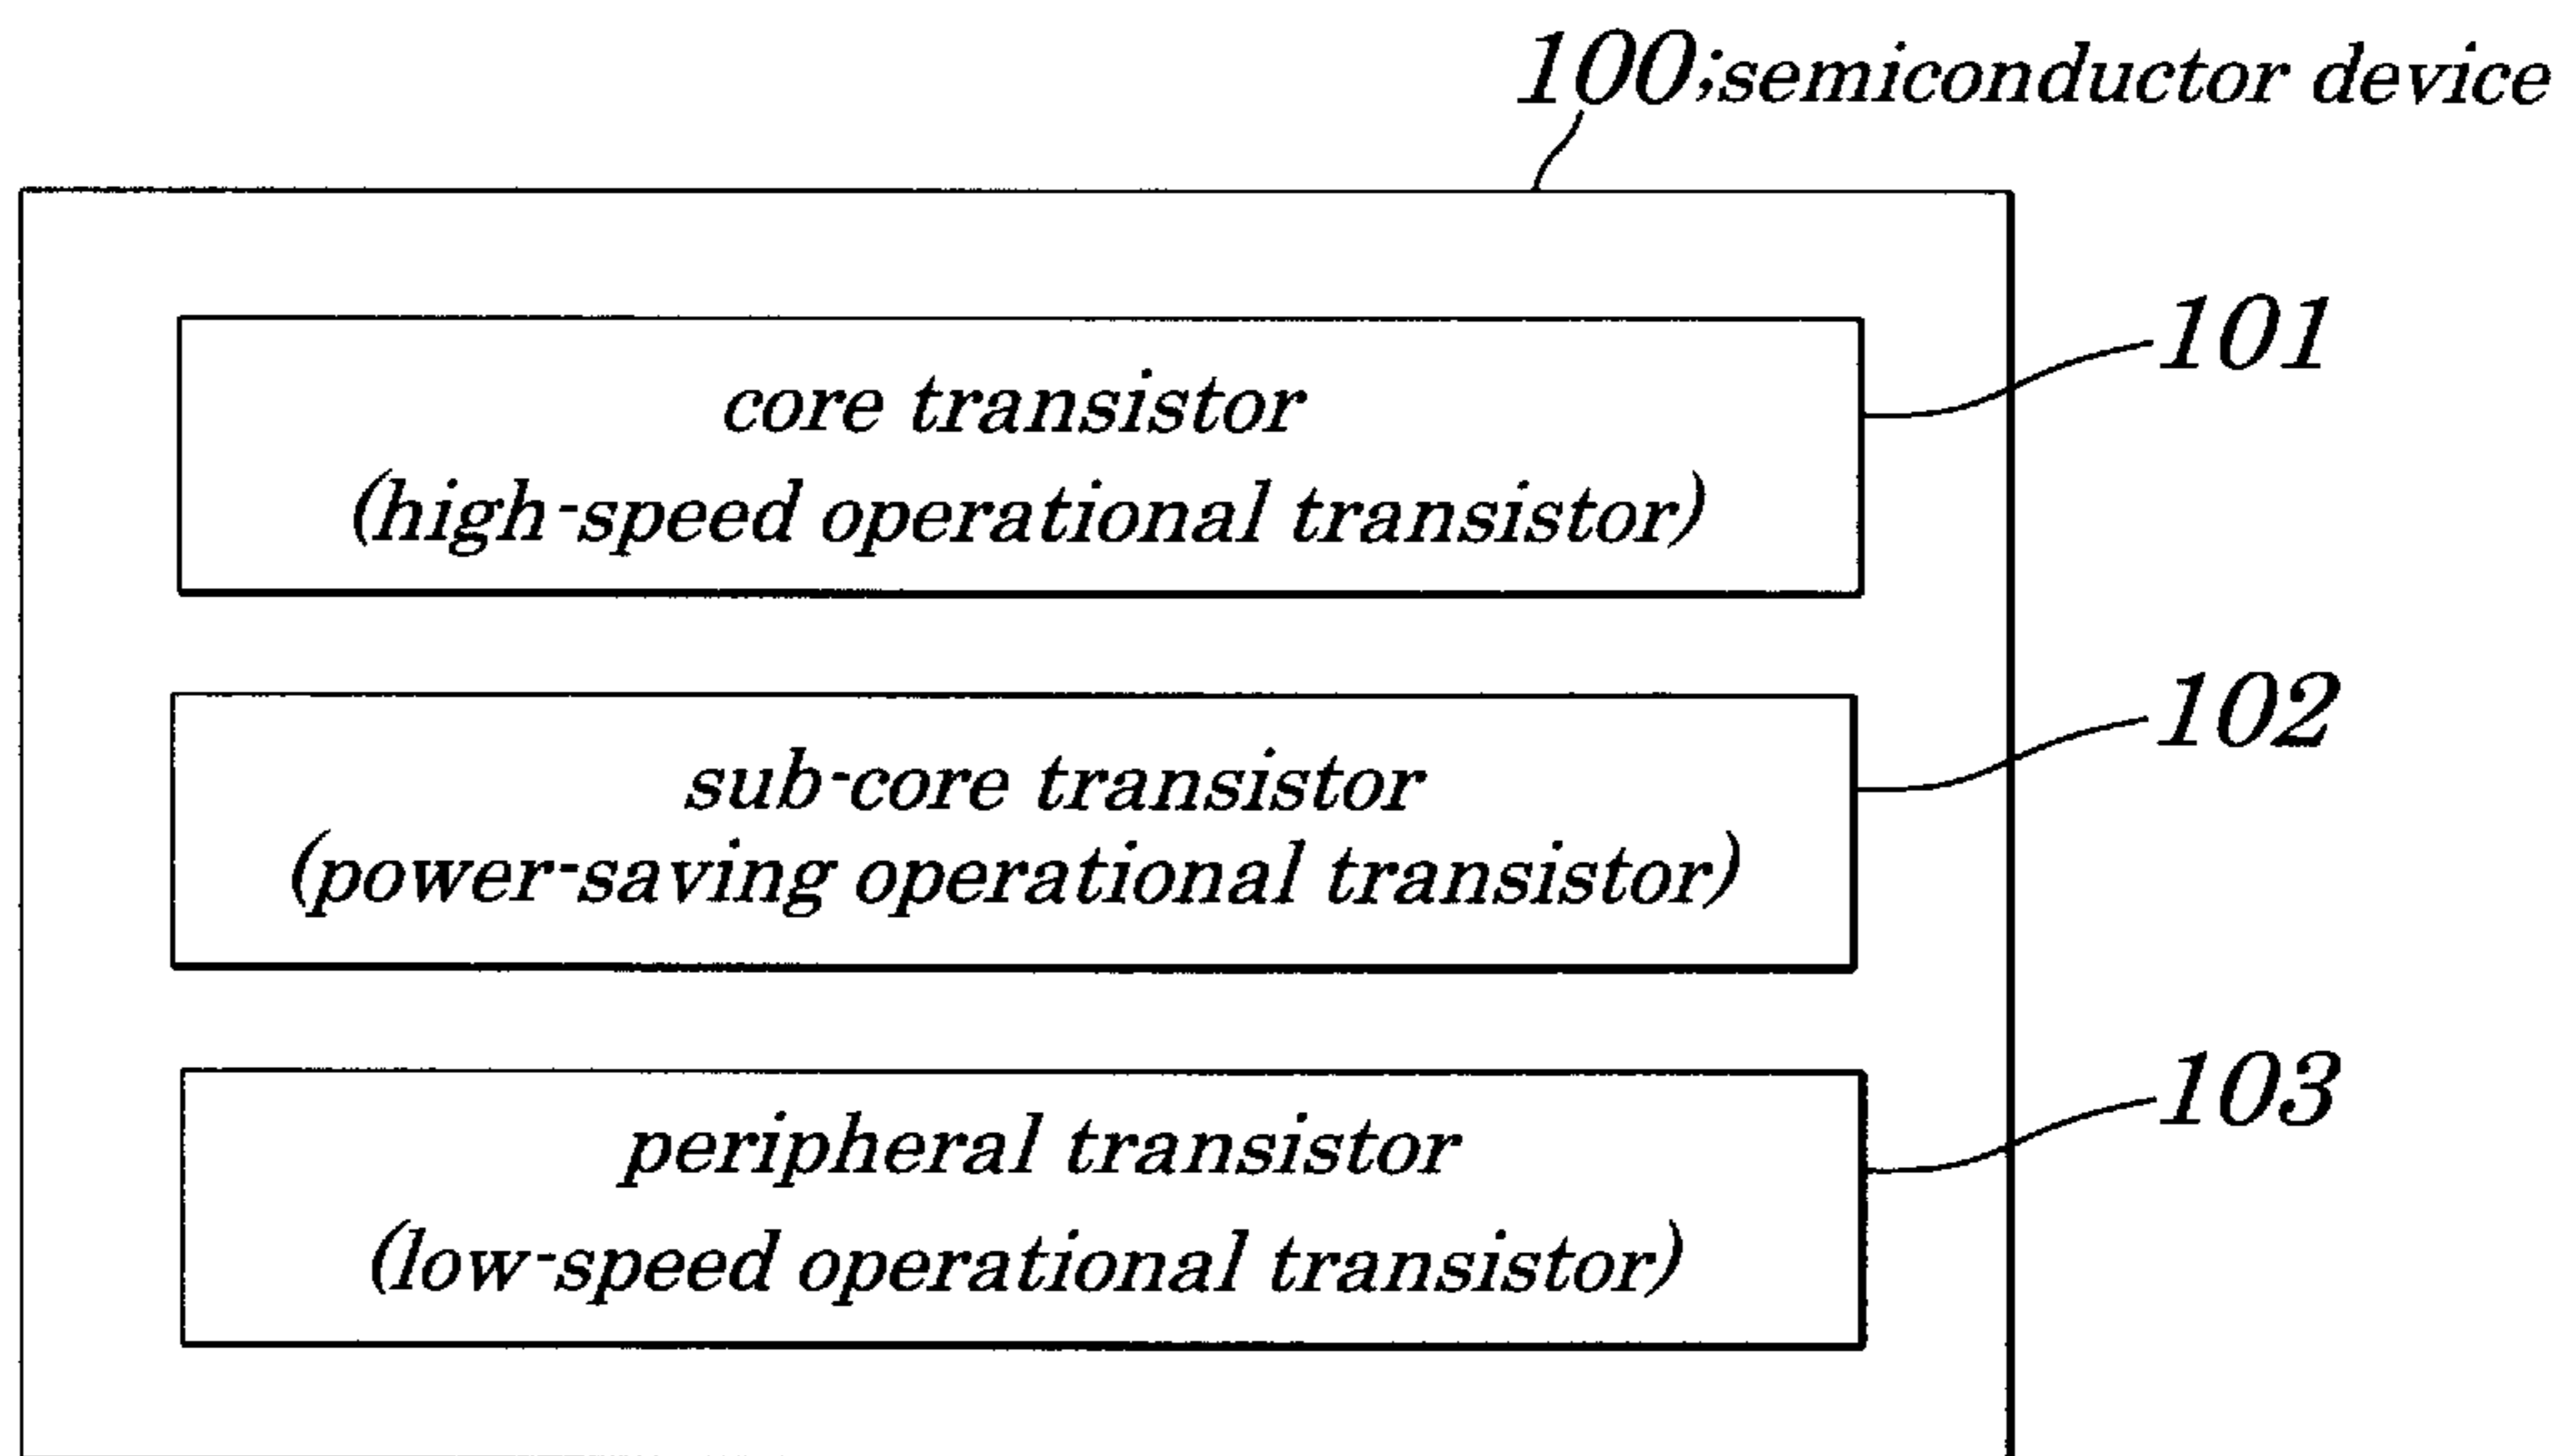 100;semiconductor device
101
core transistor
(high-speed operational transistor)
102
sub-core transistor
(power-saving operational transistor)
103
peripheral transistor
(low-speed operational transistor)